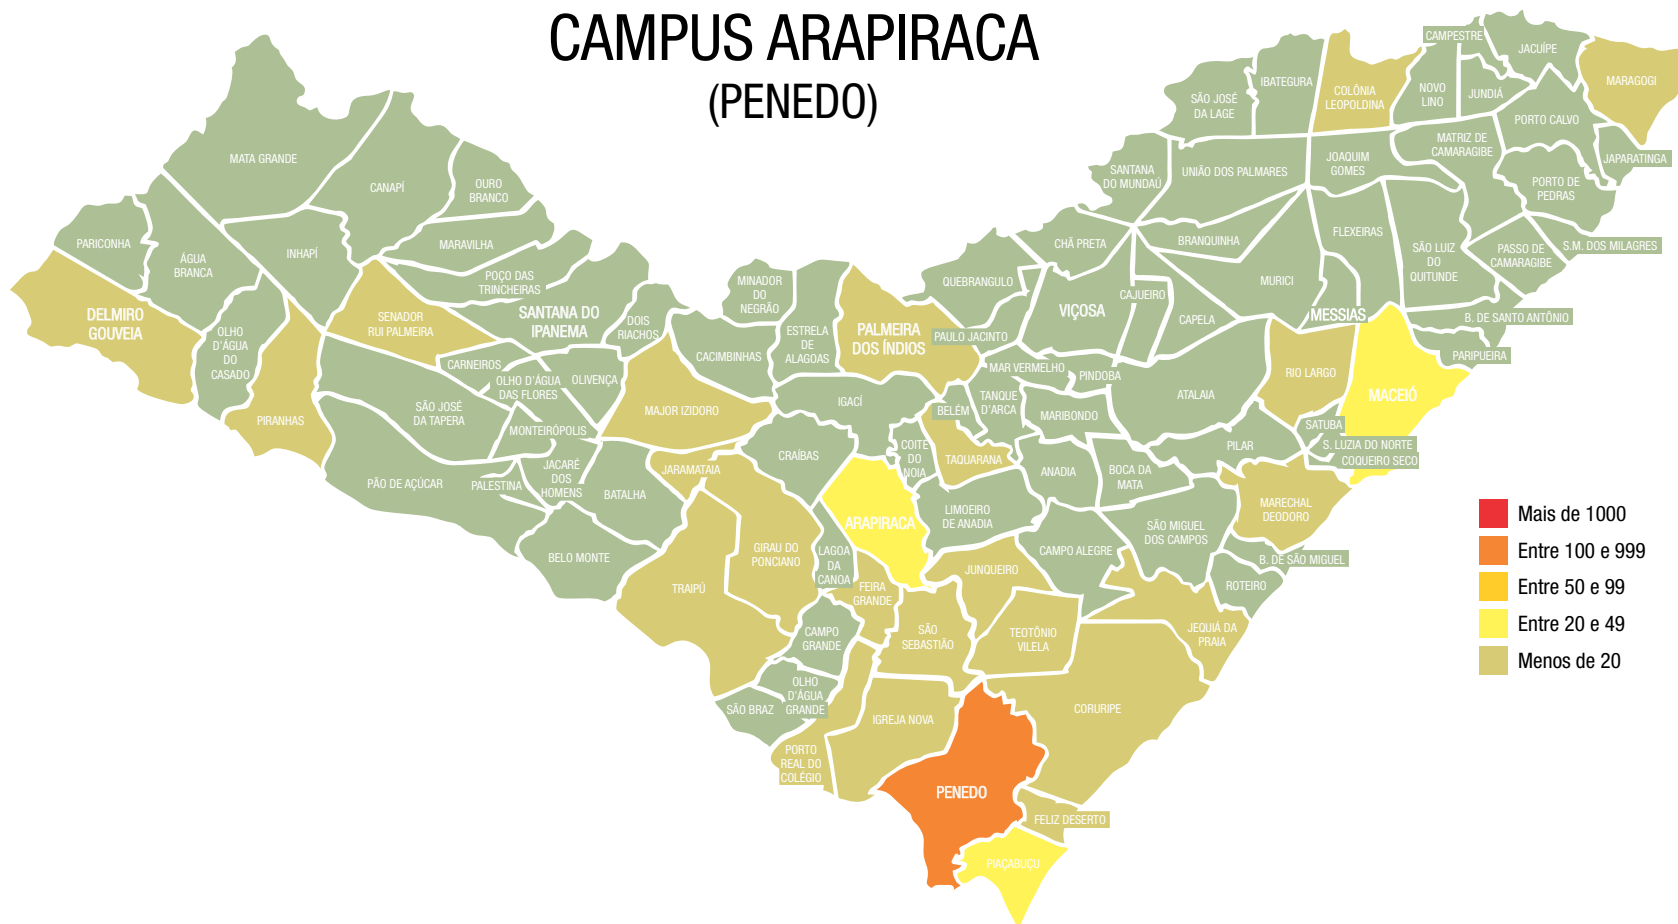 CAMPUS ARAPIRACA
(PENEDO)
CAMPESTRE
JACUÍPE
MARAGOGI
IBATEGURA
COLÔNIA
LEOPOLDINA
NOVO
LINO
JUNDIÁ
SÃO JOSÉ
DA LAGE
PORTO CALVO
MATRIZ DE
CAMARAGIBE
JAPARATINGA
MATA GRANDE
CANAPÍ
OURO
BRANCO
SANTANA
DO MUNDAÚ
UNIÃO DOS PALMARES
JOAQUIM
GOMES
PORTO DE
PEDRAS
PARICONHA
ÁGUA
BRANCA
INHAPÍ
MARAVILHA
POÇO DAS
TRINCHEIRAS
CHÃ PRETA
BRANQUINHA
FLEXEIRAS
SÃO LUIZ
DO
QUITUNDE
PASSO DE
CAMARAGIBE
S.M. DOS MILAGRES
MINADOR
DO
NEGRÃO
QUEBRANGULO
CAJUEIRO
MURICI
DELMIRO
GOUVEIA
OLHO
D'ÁGUA
DO
CASADO
SENADOR
RUI PALMEIRA
SANTANA DO
IPANEMA
DOIS
RIACHOS
ESTRELA
DE
ALAGOAS
PALMEIRA
DOS ÍNDIOS
PAULO JACINTO
VIÇOSA
CAPELA
MESSIAS
B. DE SANTO ANTÔNIO
PARIPUEIRA
CARNEIROS
OLHO D'ÁGUA
DAS FLORES
OLIVENÇA
CACIMBINHAS
MAR VERMELHO
PINDOBA
RIO LARGO
MACEIÓ
PIRANHAS
SÃO JOSÉ
DA TAPERA
MAJOR IZIDORO
IGACÍ
BELÉM
TANQUE
D'ARCA
MARIBONDO
ATALAIA
SATUBA
MONTEIRÓPOLIS
CRAÍBAS
COITE
DO
NOIA
TAQUARANA
PILAR
S. LUZIA DO NORTE
COQUEIRO SECO
PÃO DE AÇÚCAR
PALESTINA
JACARÉ
DOS
HOMENS
BATALHA
JARAMATAIA
ANADIA
BOCA DA
MATA
MARECHAL
DEODORO
ARAPIRACA
LIMOEIRO
DE ANADIA
SÃO MIGUEL
DOS CAMPOS
BELO MONTE
GIRAU DO
PONCIANO
LAGOA
DA
CANOA
CAMPO ALEGRE
B. DE SÃO MIGUEL
TRAIPÚ
FEIRA
GRANDE
JUNQUEIRO
ROTEIRO
CAMPO
GRANDE
SÃO
SEBASTIÃO
TEOTÔNIO
VILELA
JEQUIÁ DA
PRAIA
OLHO
D'ÁGUA
GRANDE
SÃO BRAZ
IGREJA NOVA
CORURIPE
PORTO
REAL DO
COLÉGIO
PENEDO
FELIZ DESERTO
PIAÇABUÇU
Mais de 1000
Entre 100 e 999
Entre 50 e 99
Entre 20 e 49
Menos de 20